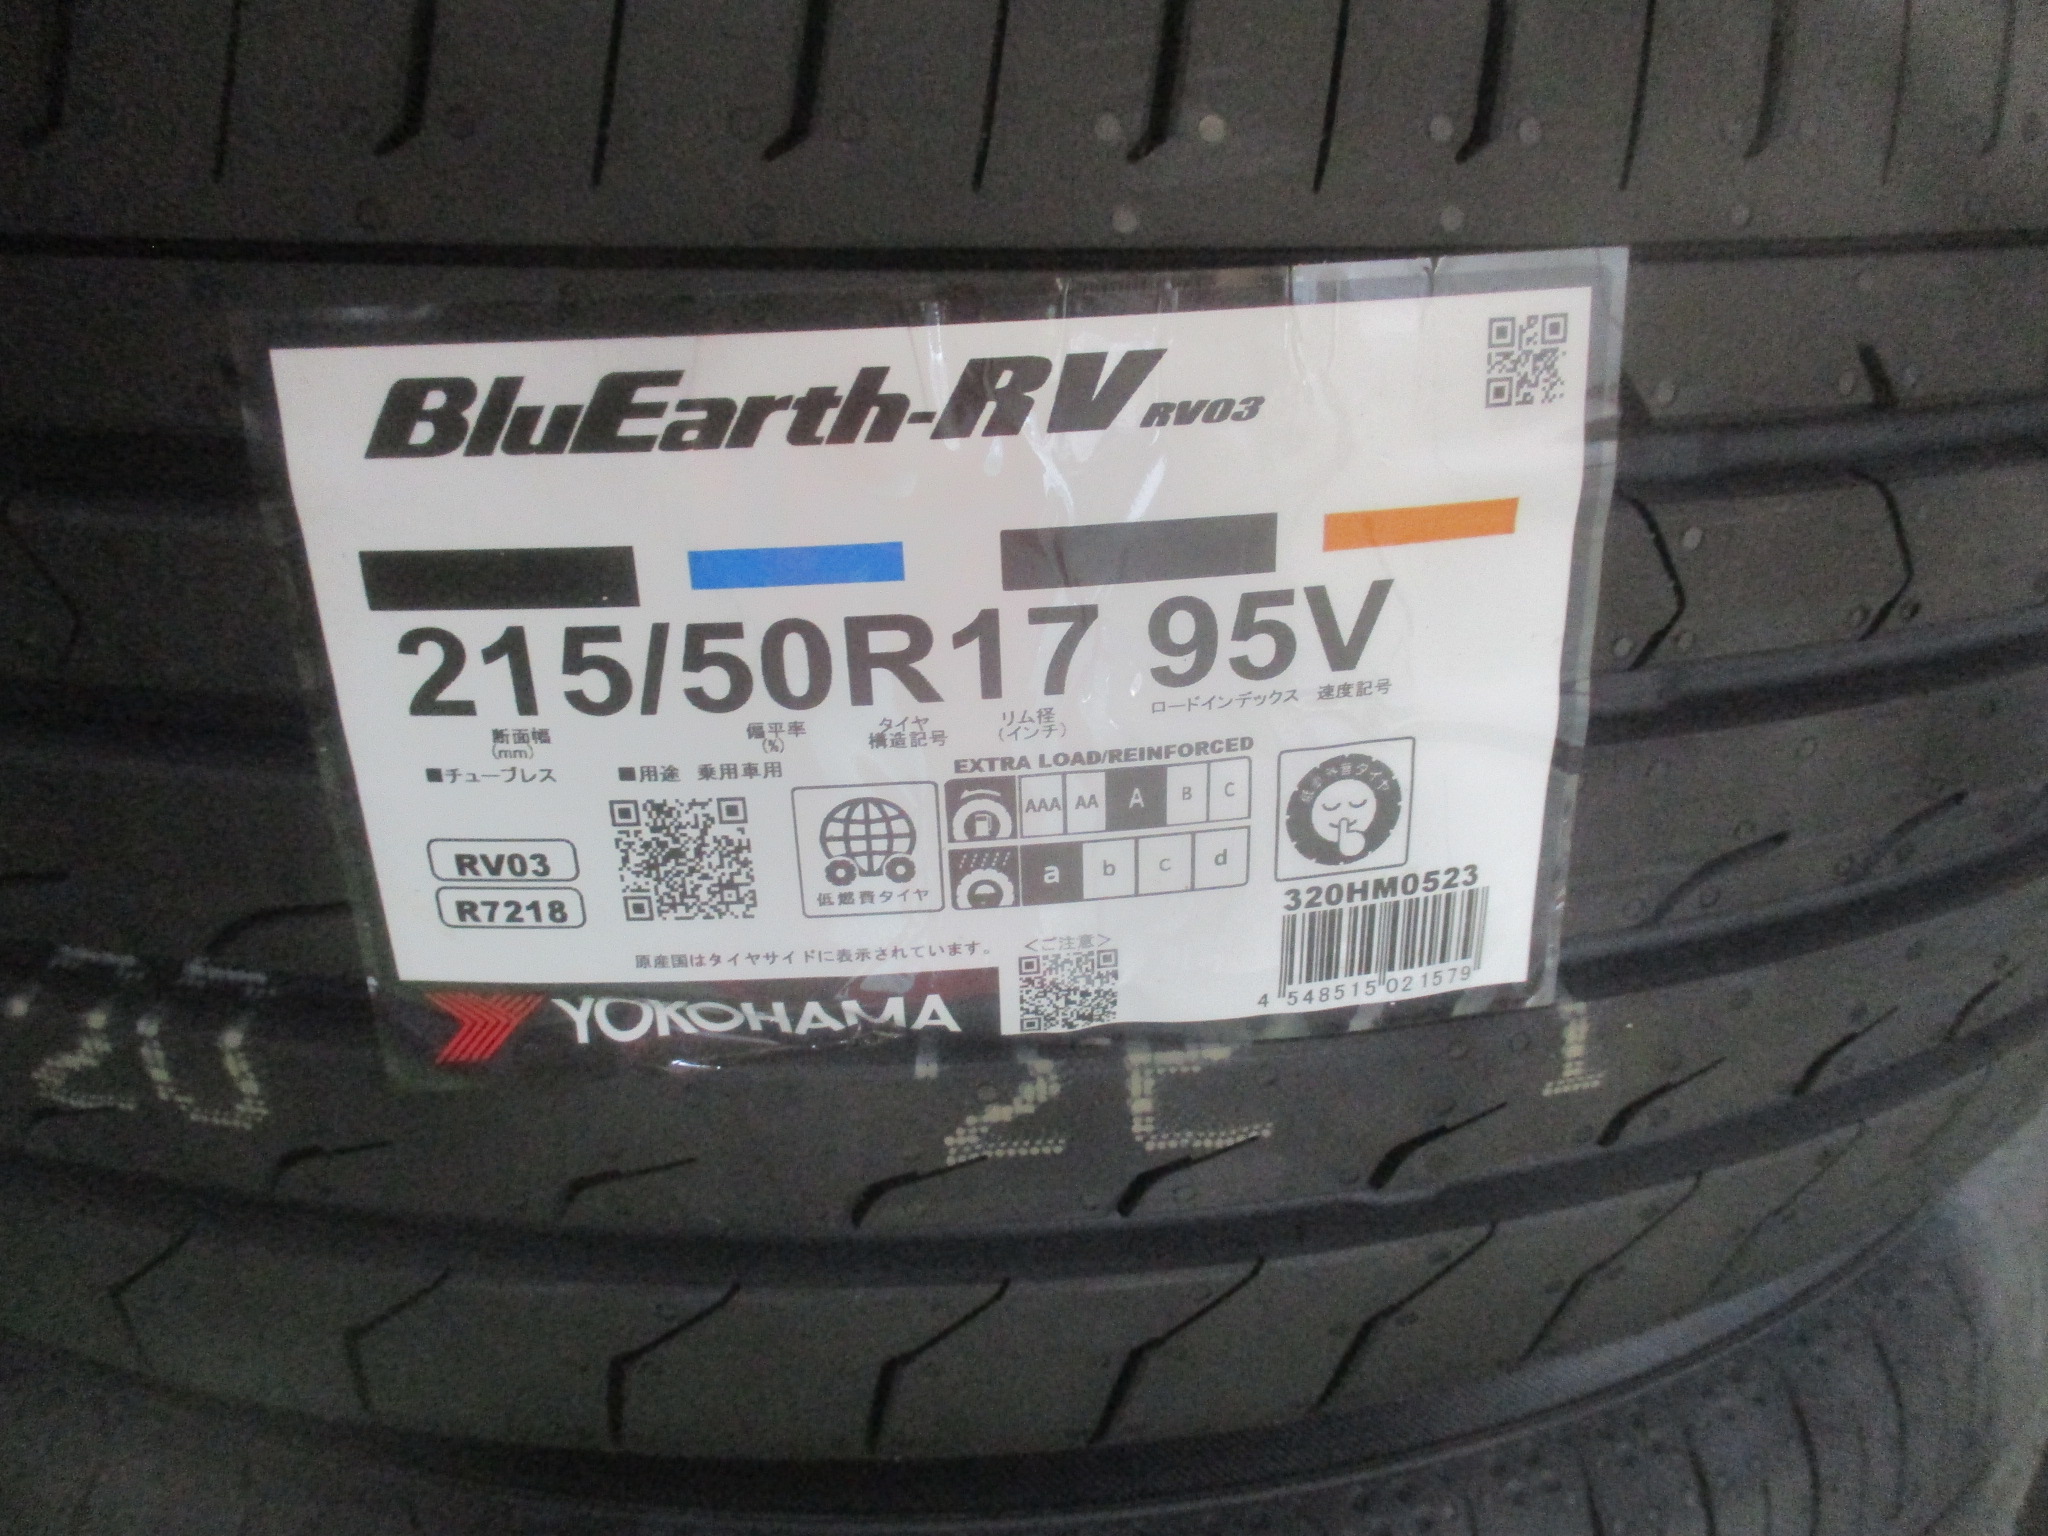 BluEarth-RV RV03
215/50R17 95V
断面幅 (mm)
偏平率 (%)
タイヤ 構造記号
リム径 (インチ)
ロードインデックス
速度記号
■チューブレス
■用途 乗用車用
EXTRA LOAD/REINFORCED
AAA AA A B C
a b c d
低燃費タイヤ
RV03
R7218
320HM0523
原産国はタイヤサイドに表示されています。
＜ご注意＞
4 548515 021579
YOKOHAMA